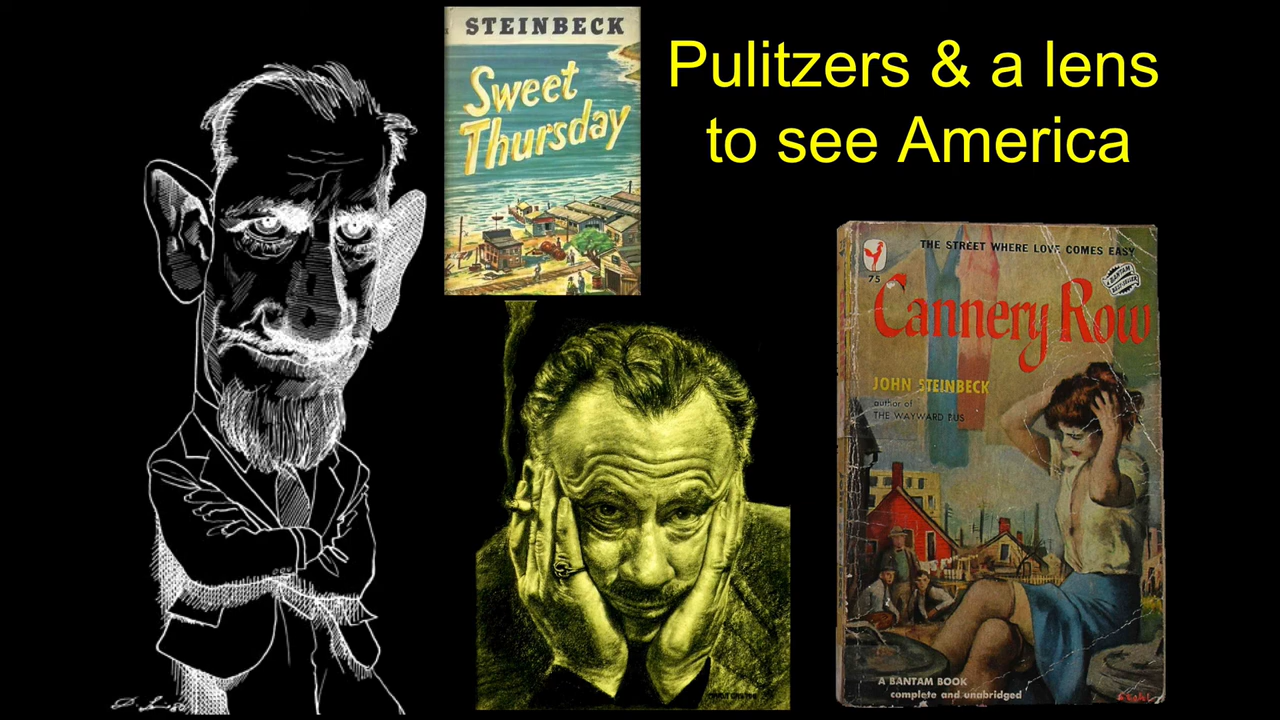 STEINBECK
Sweet
Thursday
Pulitzers & a lens
to see America
THE STREET WHERE LOVE COMES EASY
75
Cannery Row
JOHN STEINBECK
author of
THE WAYWARD BUS
A BANTAM BOOK
complete and unabridged